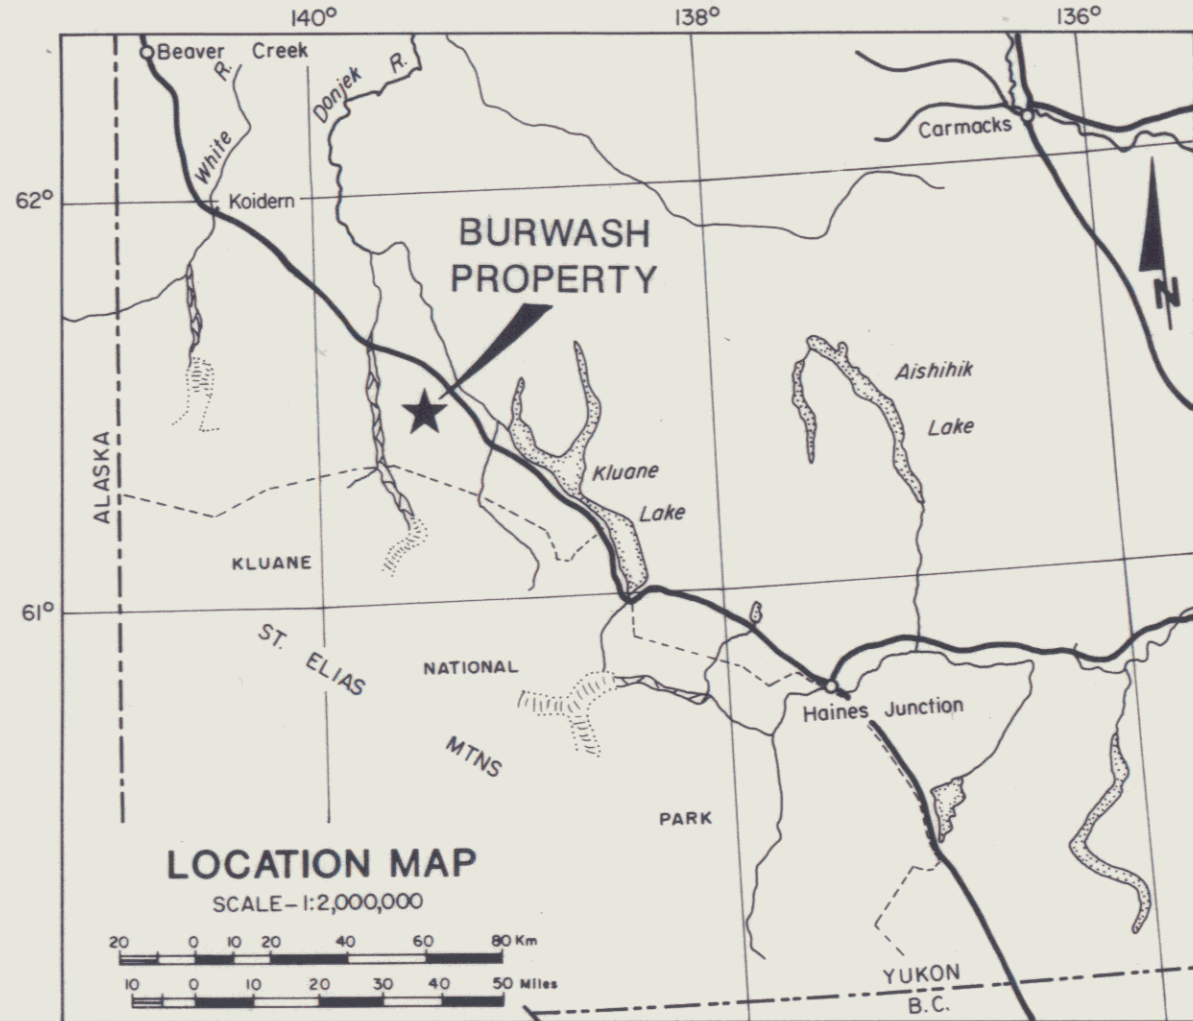 140° 138° 136°
Beaver Creek
Donjek R.
White R.
Carmacks
62°
Koidern
BURWASH
PROPERTY
N
Aishihik
Lake
ALASKA
Kluane
Lake
KLUANE
61°
ST. ELIAS
NATIONAL
Haines Junction
MTNS
PARK
LOCATION MAP
SCALE-1:2,000,000
20 0 10 20 40 60 80 Km
10 0 10 20 30 40 50 Miles
YUKON
B.C.